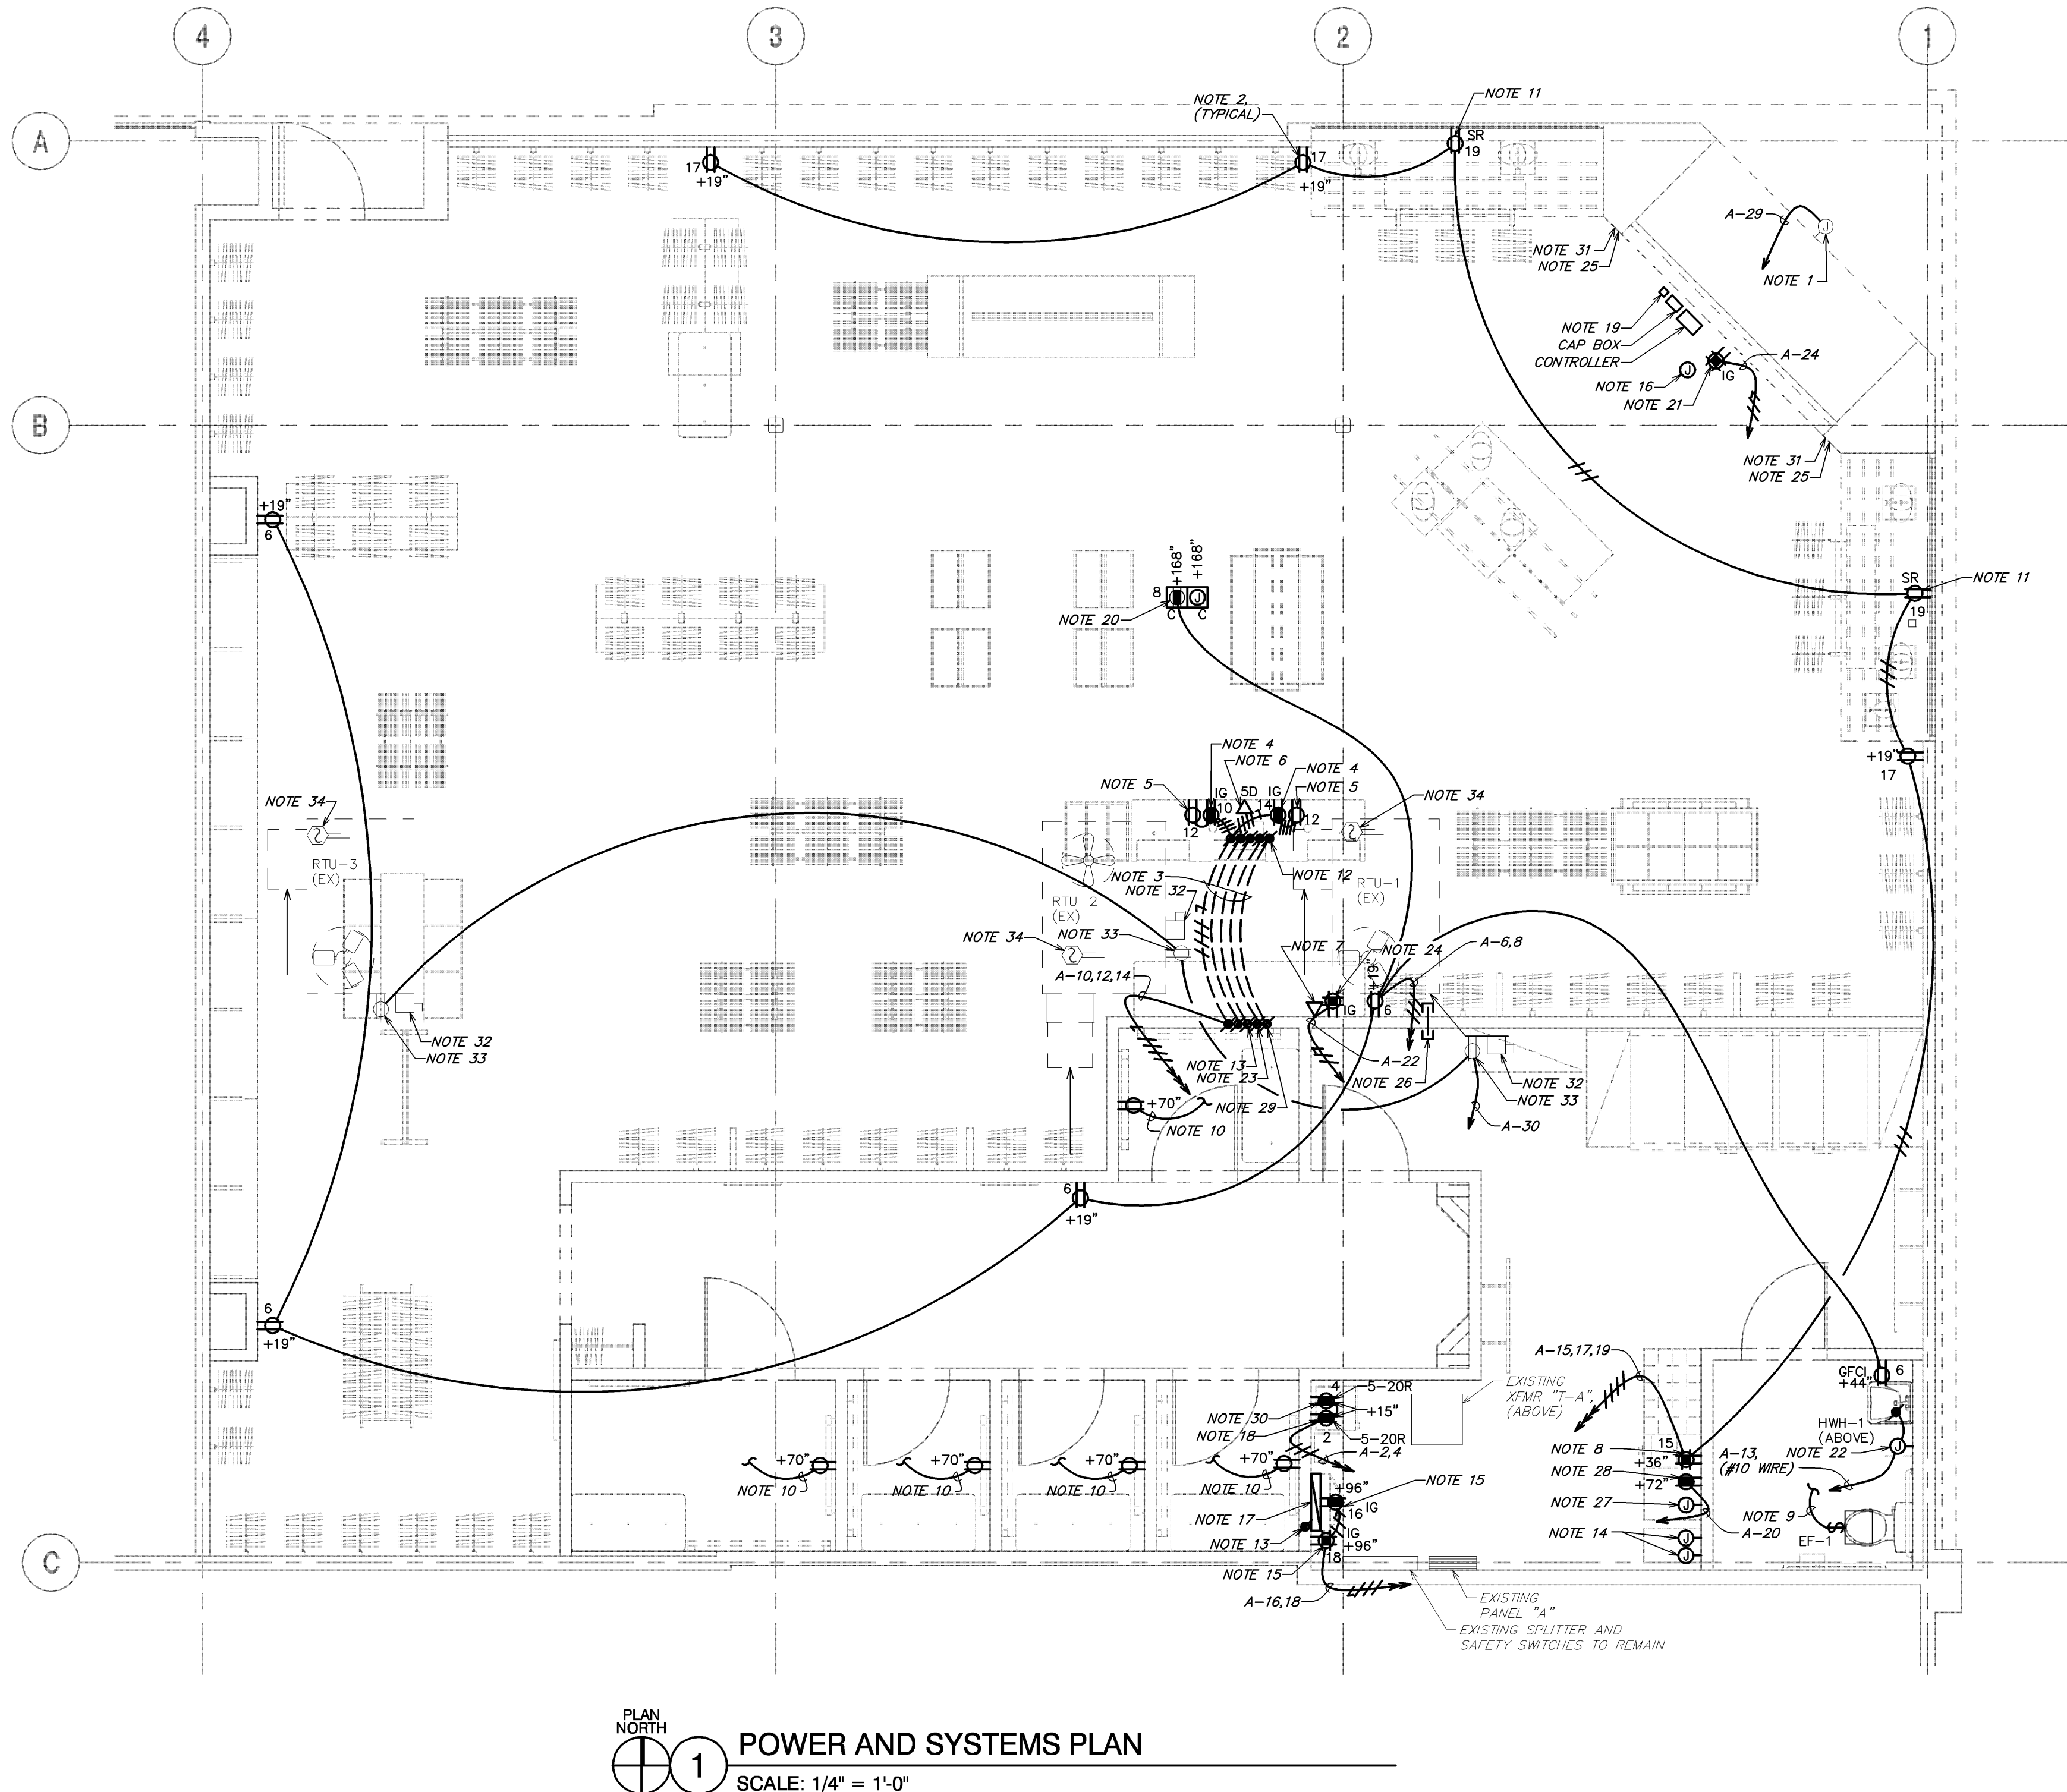 4
3
2
1
A
NOTE 2,
(TYPICAL)
NOTE 11
SR
19
17
+19"
17
+19"
A-29
NOTE 1
NOTE 31
NOTE 25
NOTE 19
CAP BOX
CONTROLLER
A-24
IG
NOTE 16
NOTE 21
B
NOTE 31
NOTE 25
+19"
6
+168"
+168"
8
J
C
C
NOTE 20
SR
NOTE 11
19
+19"
17
NOTE 4
NOTE 6
NOTE 4
NOTE 5
NOTE 5
IG
5D
IG
10
14
12
12
NOTE 34
NOTE 34
RTU-3
(EX)
NOTE 12
NOTE 3
NOTE 32
RTU-1
(EX)
RTU-2
(EX)
NOTE 33
NOTE 34
NOTE 7
NOTE 24
A-6,8
A-10,12,14
+19"
IG
6
NOTE 32
NOTE 33
NOTE 13
NOTE 23
A-22
NOTE 26
NOTE 32
NOTE 33
+70"
NOTE 29
NOTE 10
A-30
6
+19"
6
+19"
A-15,17,19
4
5-20R
+15"
NOTE 30
NOTE 18
5-20R
2
A-2,4
EXISTING
XFMR "T-A",
(ABOVE)
GFCI
+44"
6
HWH-1
(ABOVE)
NOTE 22
J
NOTE 8
15
+36"
A-13,
(#10 WIRE)
NOTE 28
+72"
NOTE 27
J
NOTE 14
J
J
A-20
NOTE 9
EF-1
+70"
NOTE 10
+70"
NOTE 10
+70"
NOTE 10
+70"
NOTE 10
+96"
NOTE 15
IG
16
NOTE 17
NOTE 13
IG
+96"
18
NOTE 15
A-16,18
C
EXISTING
PANEL "A"
EXISTING SPLITTER AND
SAFETY SWITCHES TO REMAIN
PLAN
NORTH
1
POWER AND SYSTEMS PLAN
SCALE: 1/4" = 1'-0"